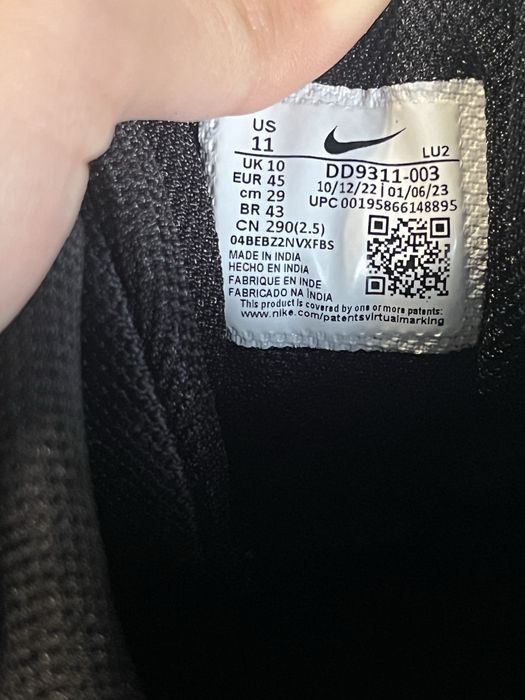 US
11
LU2
UK 10
EUR 45
cm 29
BR 43
CN 290(2.5)
DD9311-003
10/12/22 | 01/06/23
UPC 00195866148895
04BEBZ2NVXFBS
MADE IN INDIA
HECHO EN INDIA
FABRIQUE EN INDE
FABRICADO NA INDIA
This product is covered by one or more patents:
www.nike.com/patentsvirtualmarking